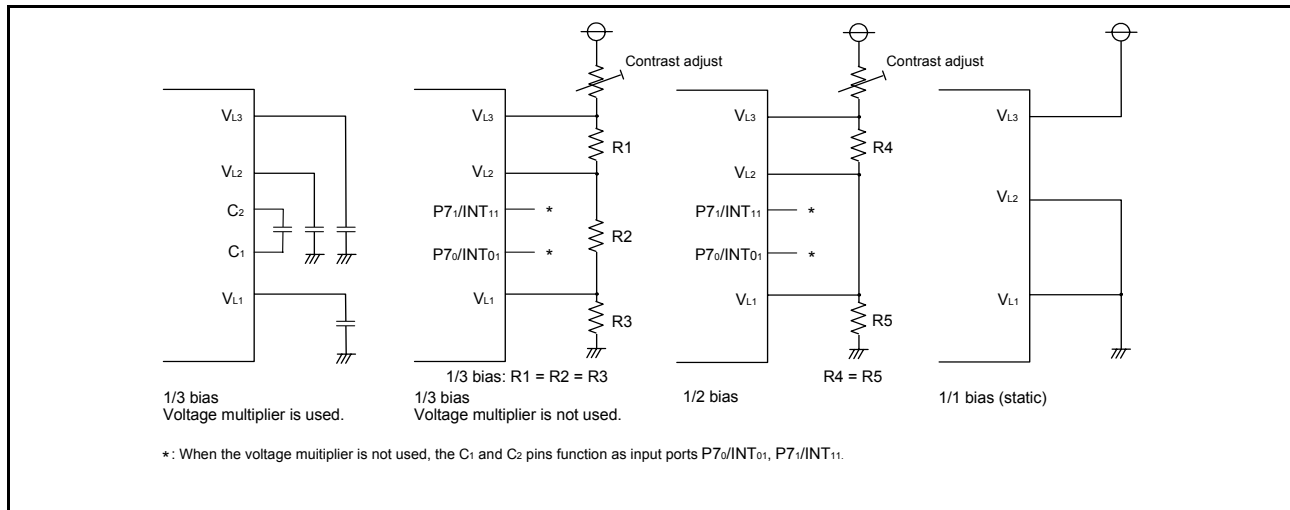 Contrast adjust
Contrast adjust
VL3
VL2
C2
C1
VL1
1/3 bias
Voltage multiplier is used.
VL3
R1
VL2
P71/INT11 *
R2
P70/INT01 *
VL1
R3
1/3 bias: R1 = R2 = R3
1/3 bias
Voltage multiplier is not used.
VL3
R4
VL2
P71/INT11 *
P70/INT01 *
VL1
R5
R4 = R5
1/2 bias
VL3
VL2
VL1
1/1 bias (static)
*: When the voltage multiplier is not used, the C1 and C2 pins function as input ports P70/INT01, P71/INT11.